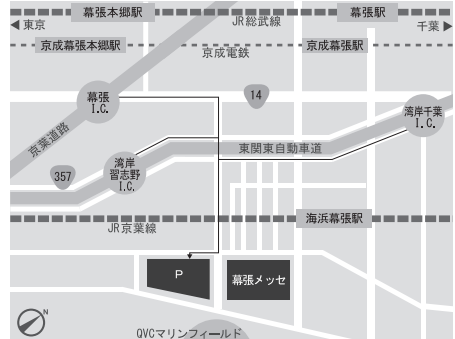 幕張本郷駅
幕張駅
◀東京
JR総武線
千葉▶
京成幕張本郷駅
京成幕張駅
京成電鉄
幕張
I.C.
14
湾岸千葉
I.C.
京葉道路
東関東自動車道
湾岸
習志野
I.C.
357
海浜幕張駅
JR京葉線
P
幕張メッセ
N
QVCマリンフィールド